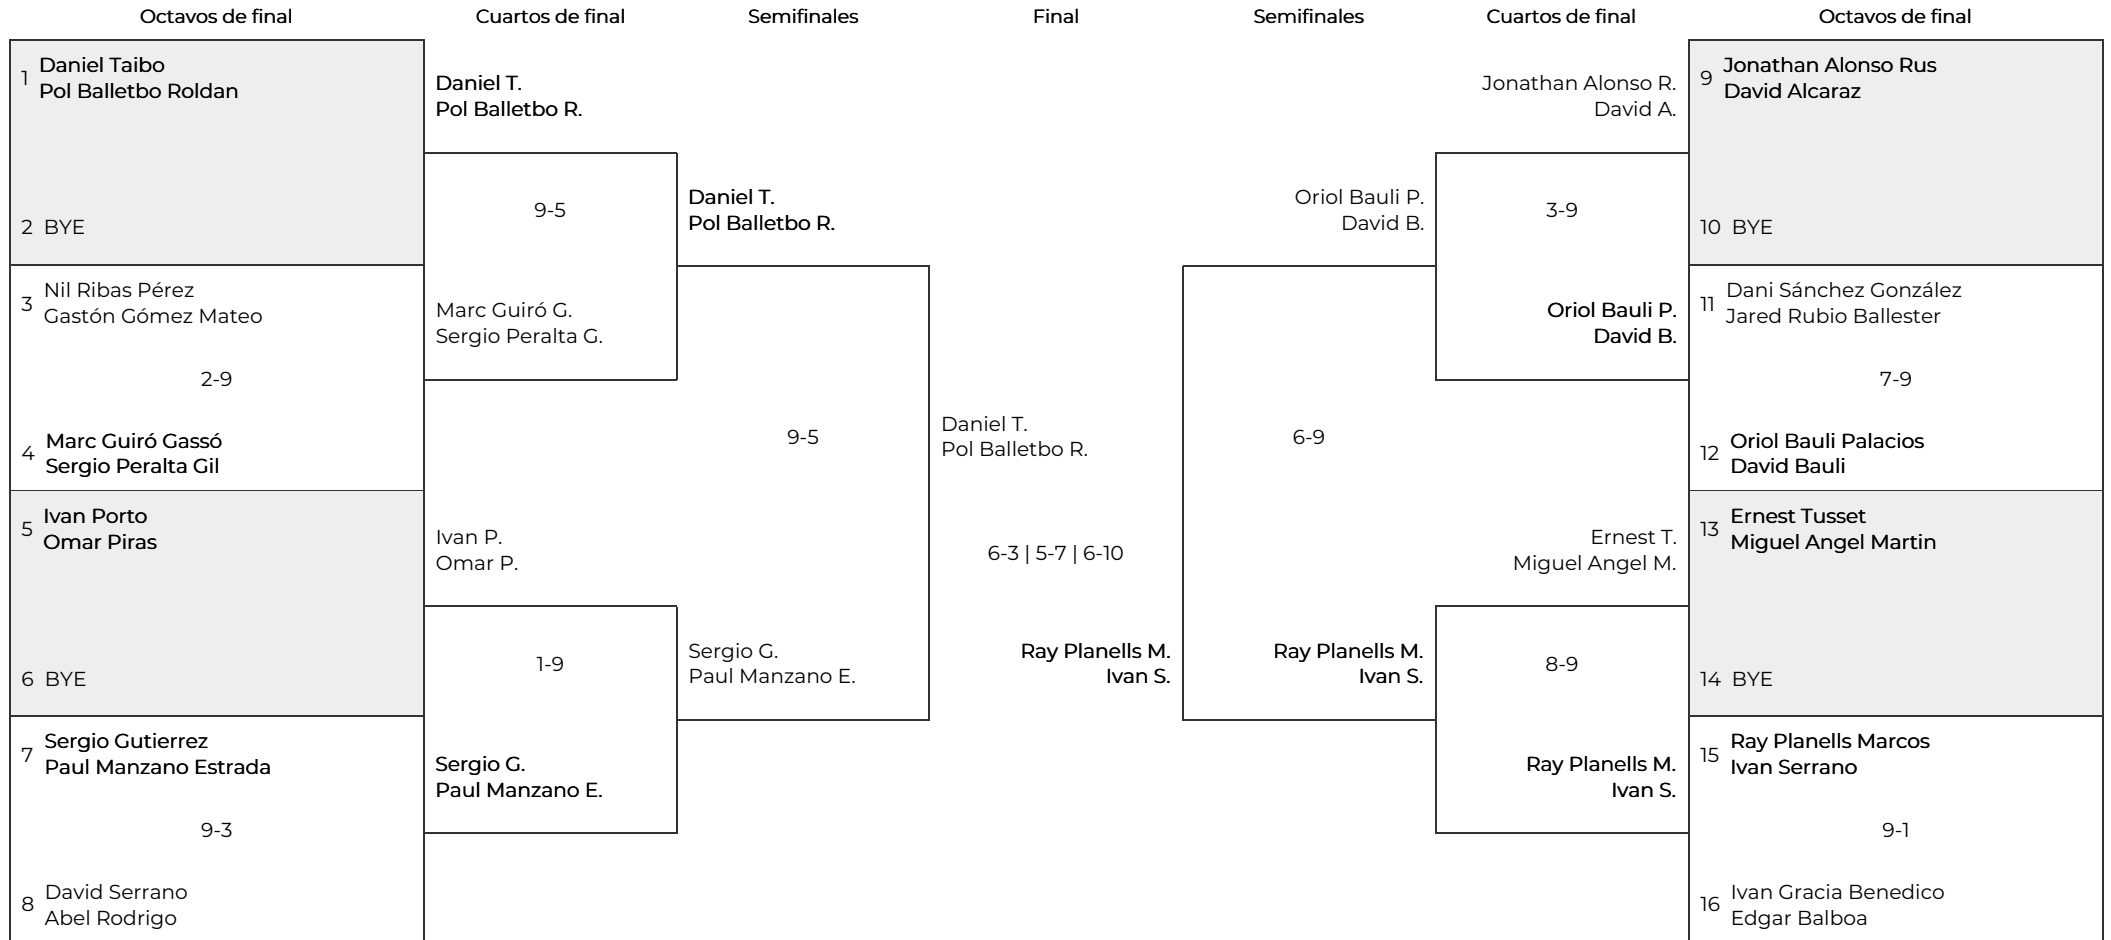 Octavos de final
Cuartos de final
Semifinales
Final
Semifinales
Cuartos de final
Octavos de final
1
Daniel Taibo
Pol Balletbo Roldan
2 BYE
3
Nil Ribas Pérez
Gastón Gómez Mateo
2-9
4
Marc Guiró Gassó
Sergio Peralta Gil
5
Ivan Porto
Omar Piras
6 BYE
7
Sergio Gutierrez
Paul Manzano Estrada
9-3
8
David Serrano
Abel Rodrigo
Daniel T.
Pol Balletbo R.
9-5
Marc Guiró G.
Sergio Peralta G.
Ivan P.
Omar P.
1-9
Sergio G.
Paul Manzano E.
Daniel T.
Pol Balletbo R.
9-5
Sergio G.
Paul Manzano E.
Daniel T.
Pol Balletbo R.
6-3 | 5-7 | 6-10
Ray Planells M.
Ivan S.
Oriol Bauli P.
David B.
6-9
Ray Planells M.
Ivan S.
Jonathan Alonso R.
David A.
3-9
Oriol Bauli P.
David B.
Ernest T.
Miguel Angel M.
8-9
Ray Planells M.
Ivan S.
9
Jonathan Alonso Rus
David Alcaraz
10 BYE
11
Dani Sánchez González
Jared Rubio Ballester
7-9
12
Oriol Bauli Palacios
David Bauli
13
Ernest Tusset
Miguel Angel Martin
14 BYE
15
Ray Planells Marcos
Ivan Serrano
9-1
16
Ivan Gracia Benedico
Edgar Balboa